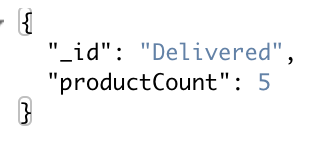 {
"_id": "Delivered",
"productCount": 5
}